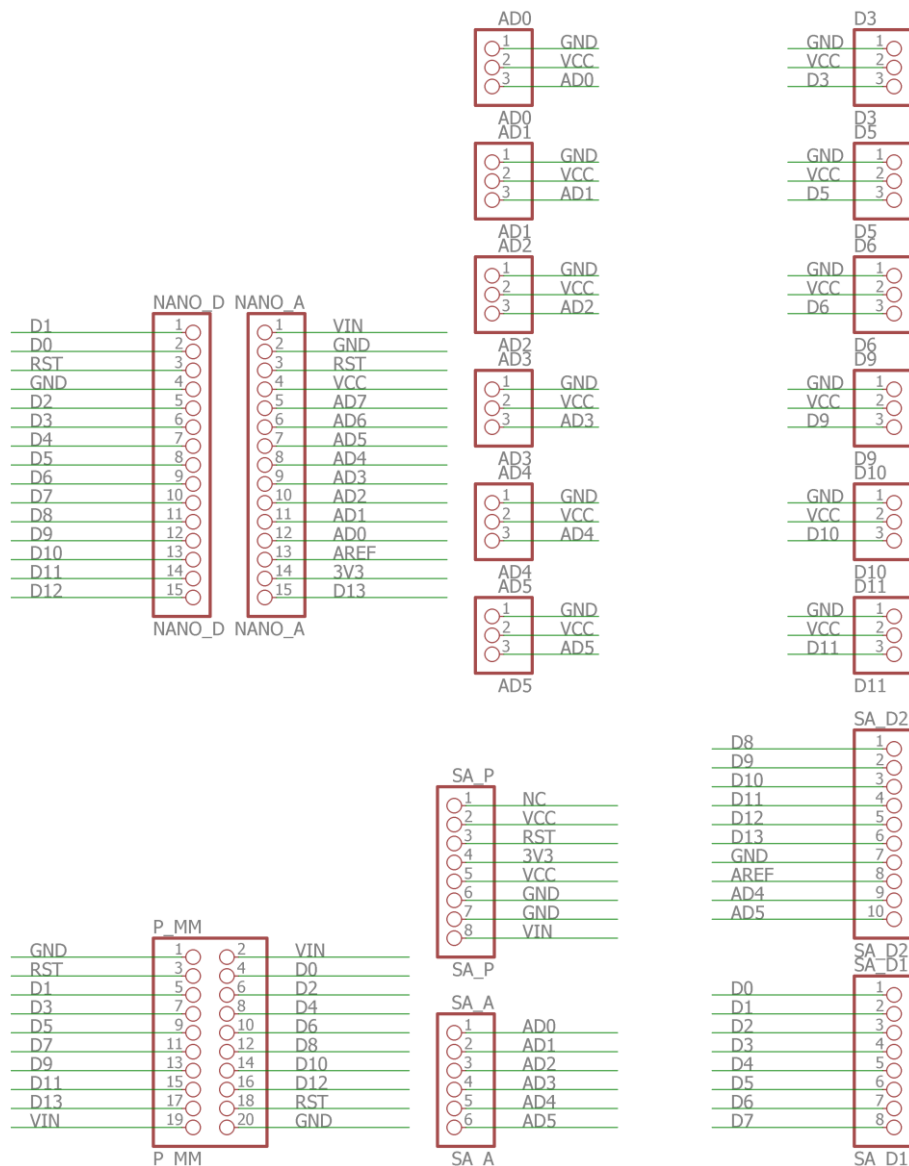 AD0
1 GND
2 VCC
3 AD0
AD0
AD1
1 GND
2 VCC
3 AD1
AD1
AD2
1 GND
2 VCC
3 AD2
AD2
AD3
1 GND
2 VCC
3 AD3
AD3
AD4
1 GND
2 VCC
3 AD4
AD4
AD5
1 GND
2 VCC
3 AD5
AD5
D3
GND 1
VCC 2
D3 3
D3
D5
GND 1
VCC 2
D5 3
D5
D6
GND 1
VCC 2
D6 3
D6
D9
GND 1
VCC 2
D9 3
D9
D10
GND 1
VCC 2
D10 3
D10
D11
GND 1
VCC 2
D11 3
D11
NANO_D NANO_A
D1 1 1 VIN
D0 2 2 GND
RST 3 3 RST
GND 4 4 VCC
D2 5 5 AD7
D3 6 6 AD6
D4 7 7 AD5
D5 8 8 AD4
D6 9 9 AD3
D7 10 10 AD2
D8 11 11 AD1
D9 12 12 AD0
D10 13 13 AREF
D11 14 14 3V3
D12 15 15 D13
NANO_D NANO_A
SA_P
1 NC
2 VCC
3 RST
4 3V3
5 VCC
6 GND
7 GND
8 VIN
SA_P
SA_D2
D8 1
D9 2
D10 3
D11 4
D12 5
D13 6
GND 7
AREF 8
AD4 9
AD5 10
SA_D2
P_MM
GND 1 2 VIN
RST 3 4 D0
D1 5 6 D2
D3 7 8 D4
D5 9 10 D6
D7 11 12 D8
D9 13 14 D10
D11 15 16 D12
D13 17 18 RST
VIN 19 20 GND
P_MM
SA_A
1 AD0
2 AD1
3 AD2
4 AD3
5 AD4
6 AD5
SA_A
SA_D1
D0 1
D1 2
D2 3
D3 4
D4 5
D5 6
D6 7
D7 8
SA_D1